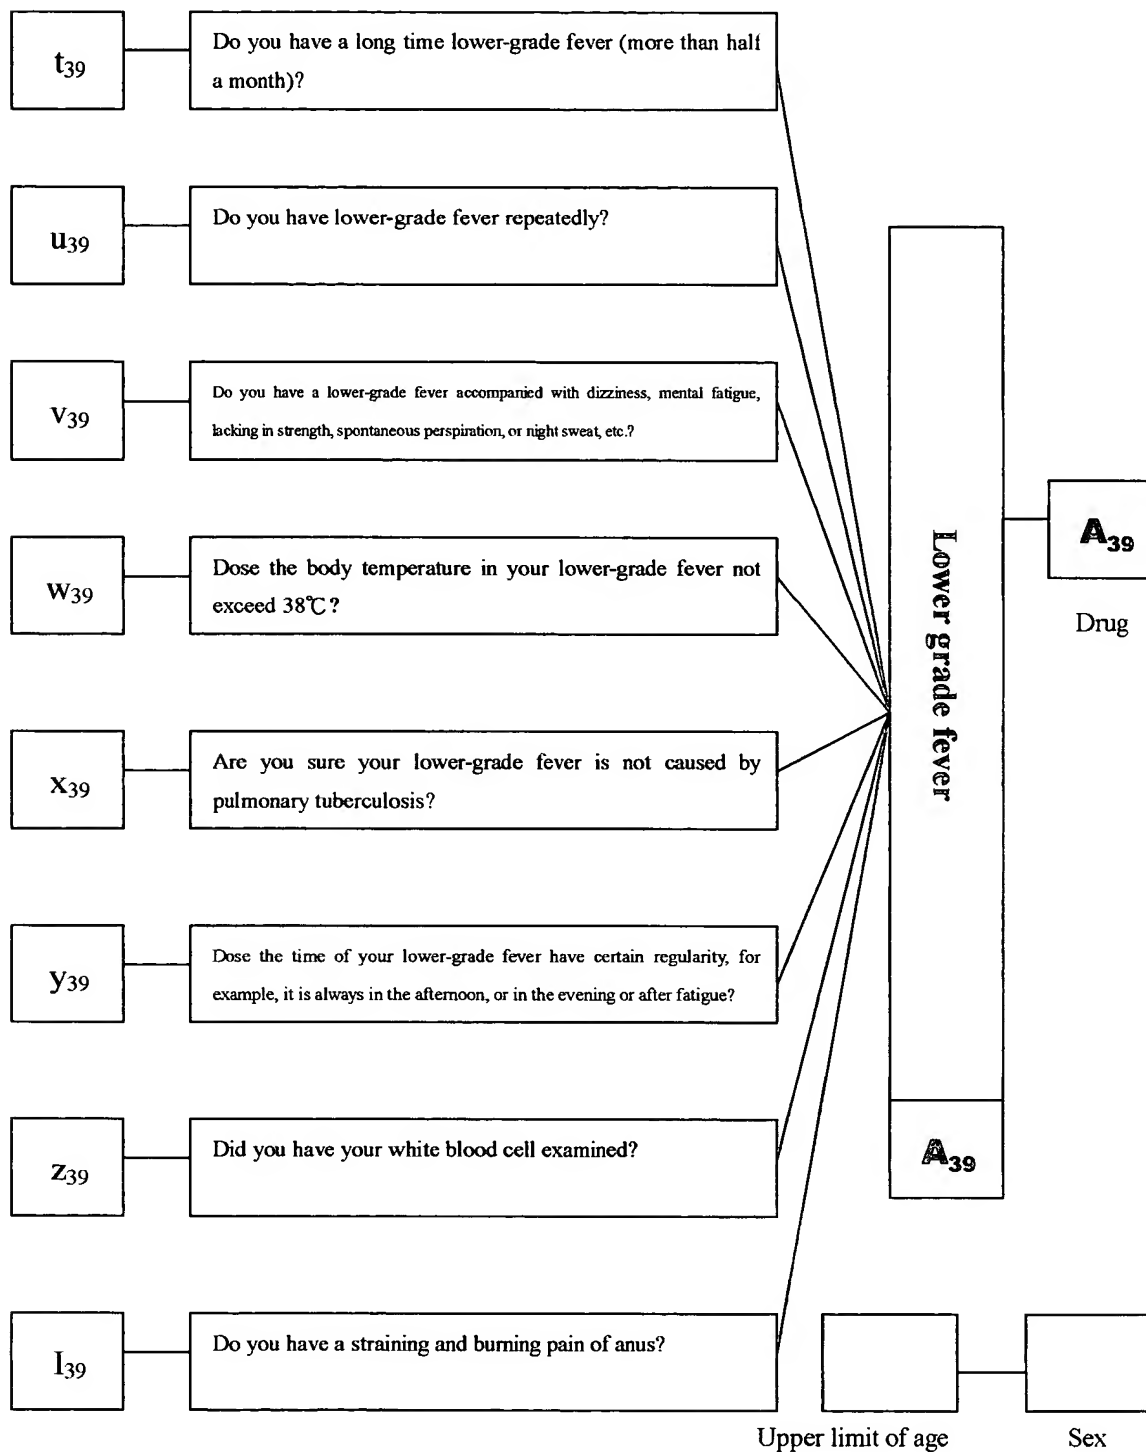 t39
Do you have a long time lower-grade fever (more than half
a month)?
u39
Do you have lower-grade fever repeatedly?
v39
Do you have a lower-grade fever accompanied with dizziness, mental fatigue,
lacking in strength, spontaneous perspiration, or night sweat, etc.?
w39
Dose the body temperature in your lower-grade fever not
exceed 38℃?
x39
Are you sure your lower-grade fever is not caused by
pulmonary tuberculosis?
y39
Dose the time of your lower-grade fever have certain regularity, for
example, it is always in the afternoon, or in the evening or after fatigue?
z39
Did you have your white blood cell examined?
I39
Do you have a straining and burning pain of anus?
Lower grade fever
A39
A39
Drug
Upper limit of age
Sex